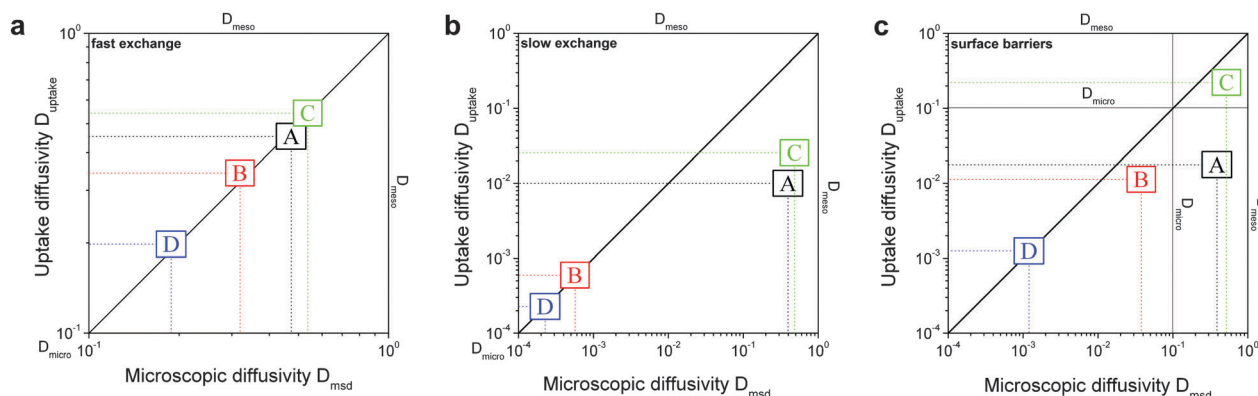 a
D_meso
fast exchange
10^0
Uptake diffusivity D_uptake
C
A
B
D
D_meso
10^-1
D_micro
10^-1
10^0
Microscopic diffusivity D_msd
b
D_meso
slow exchange
10^0
10^-1
10^-2
10^-3
10^-4
Uptake diffusivity D_uptake
C
A
B
D
D_meso
D_micro
10^-4
10^-3
10^-2
10^-1
10^0
Microscopic diffusivity D_msd
c
D_meso
surface barriers
10^0
10^-1
10^-2
10^-3
10^-4
Uptake diffusivity D_uptake
D_micro
C
A
B
D
D_micro
D_meso
10^-4
10^-3
10^-2
10^-1
10^0
Microscopic diffusivity D_msd